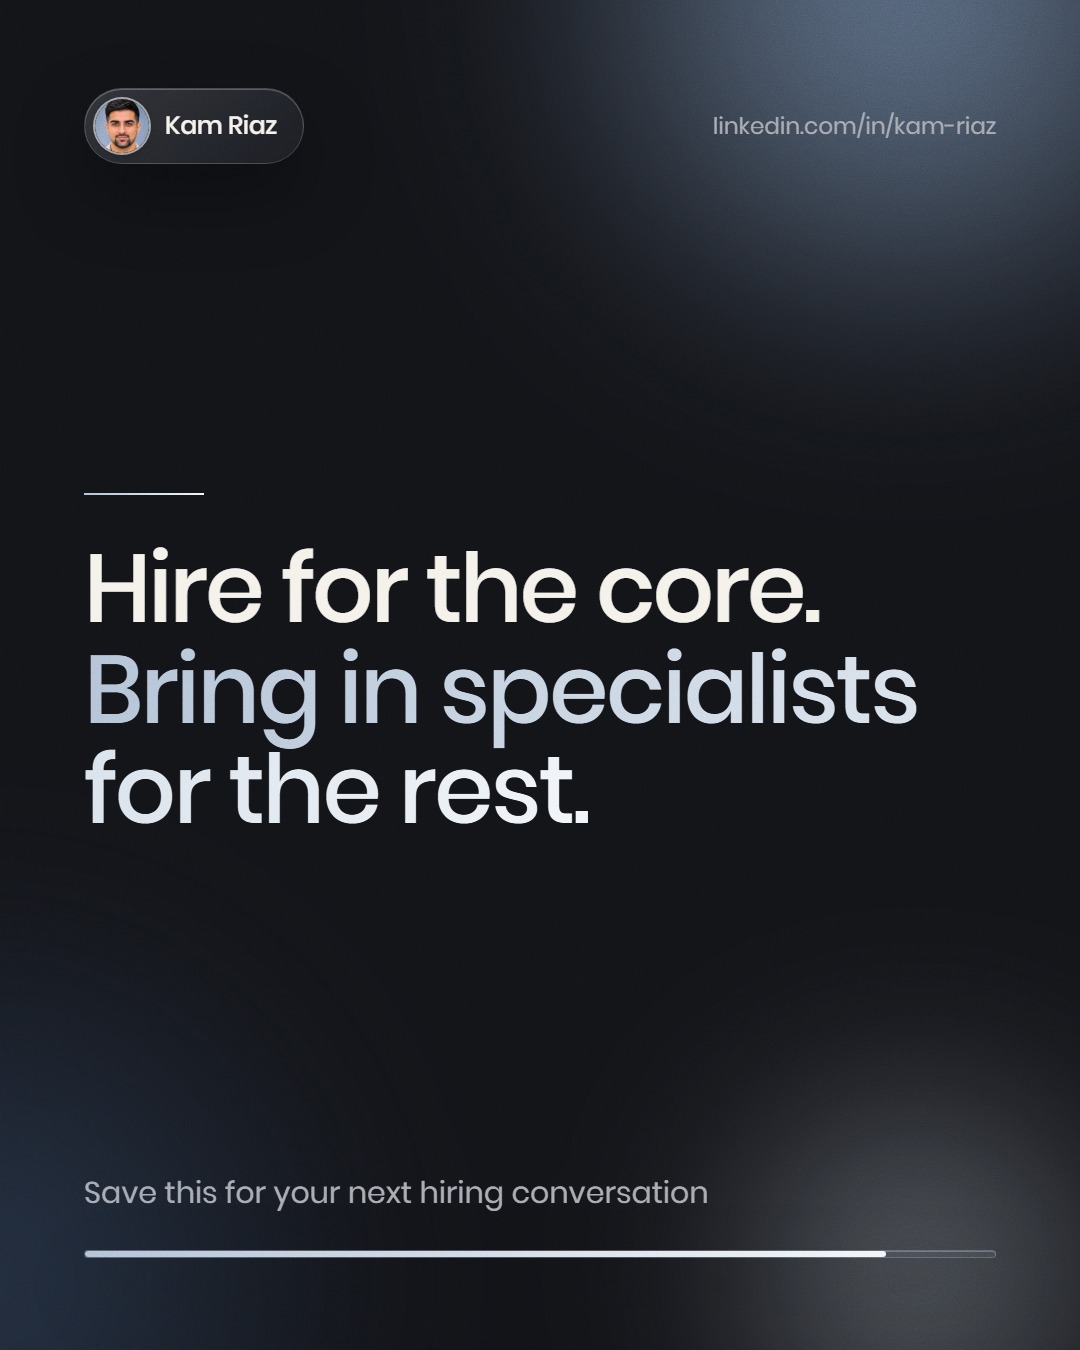 Kam Riaz
linkedin.com/in/kam-riaz
Hire for the core.
Bring in specialists
for the rest.
Save this for your next hiring conversation